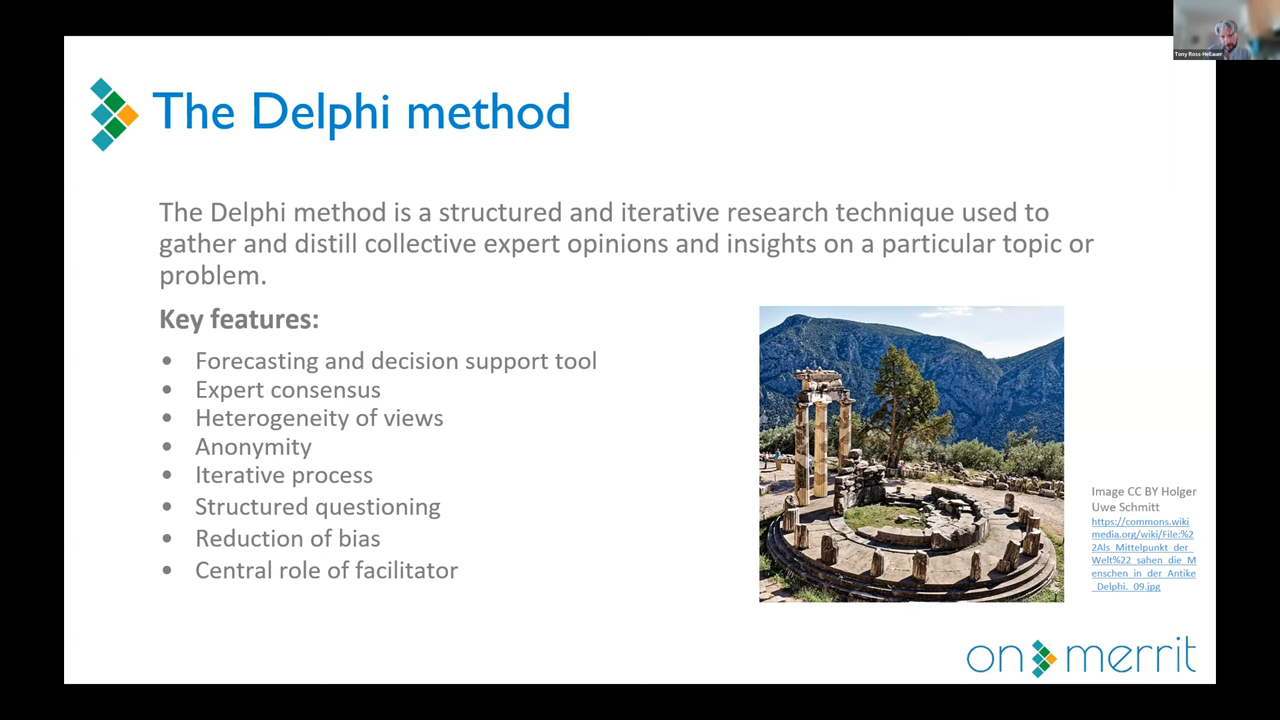 Tony Ross-Hellauer
The Delphi method
The Delphi method is a structured and iterative research technique used to
gather and distill collective expert opinions and insights on a particular topic or
problem.
Key features:
• Forecasting and decision support tool
• Expert consensus
• Heterogeneity of views
• Anonymity
• Iterative process
• Structured questioning
• Reduction of bias
• Central role of facilitator
Image CC BY Holger
Uwe Schmitt
https://commons.wiki
media.org/wiki/File:%2
2Als_Mittelpunkt_der_
Welt%22_sahen_die_M
enschen_in_der_Antike
_Delphi._09.jpg
on merrit